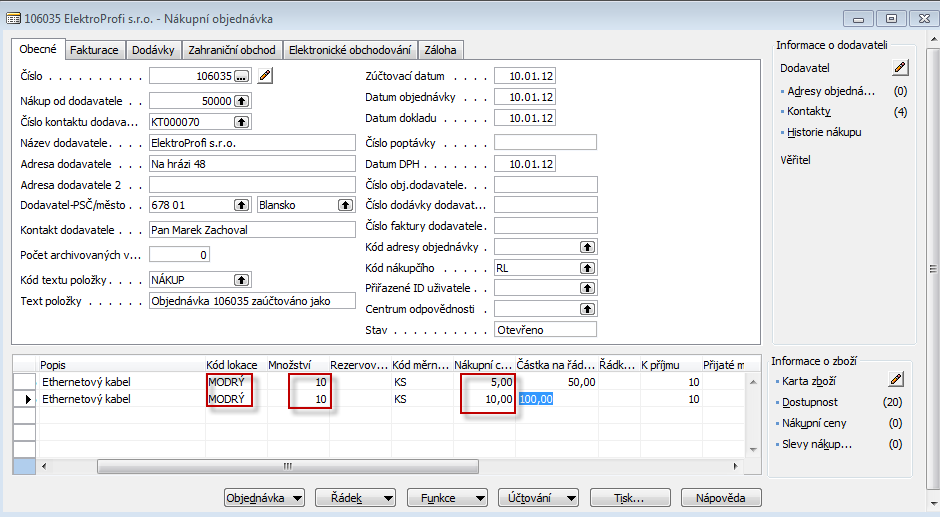 106035 ElektroProfi s.r.o. - Nákupní objednávka
Obecné Fakturace Dodávky Zahraniční obchod Elektronické obchodování Záloha
Číslo . . . . . . . . . . 106035 ...
Nákup od dodavatele . . 50000
Číslo kontaktu dodava... KT000070
Název dodavatele. . . . ElektroProfi s.r.o.
Adresa dodavatele . . . Na hrázi 48
Adresa dodavatele 2 . .
Dodavatel-PSČ/město . . 678 01 Blansko
Kontakt dodavatele . . . Pan Marek Zachoval
Počet archivovaných v... 0
Kód textu položky . . . . NÁKUP
Text položky . . . . . . Objednávka 106035 zaúčtováno jako
Zúčtovací datum . . . . 10.01.12
Datum objednávky . . . 10.01.12
Datum dokladu . . . . . 10.01.12
Číslo poptávky . . . . .
Datum DPH . . . . . . . 10.01.12
Číslo obj.dodavatele. . .
Číslo dodávky dodavat...
Číslo faktury dodavatele.
Kód adresy objednávky .
Kód nákupčího . . . . . RL
Přiřazené ID uživatele . .
Centrum odpovědnosti .
Stav . . . . . . . . . . Otevřeno
Informace o dodavateli
Dodavatel
Adresy objedná... (0)
Kontakty (4)
Historie nákupu
Věřitel
Popis Kód lokace Množství Rezervov... Kód měrn... Nákupní c... Částka na řád... Řádk... K příjmu Přijaté m
Ethernetový kabel MODRÝ 10 KS 5,00 50,00 10
Ethernetový kabel MODRÝ 10 KS 10,00 100,00 10
Informace o zboží
Karta zboží
Dostupnost (20)
Nákupní ceny (0)
Slevy nákup... (0)
Objednávka Řádek Funkce Účtování Tisk... Nápověda